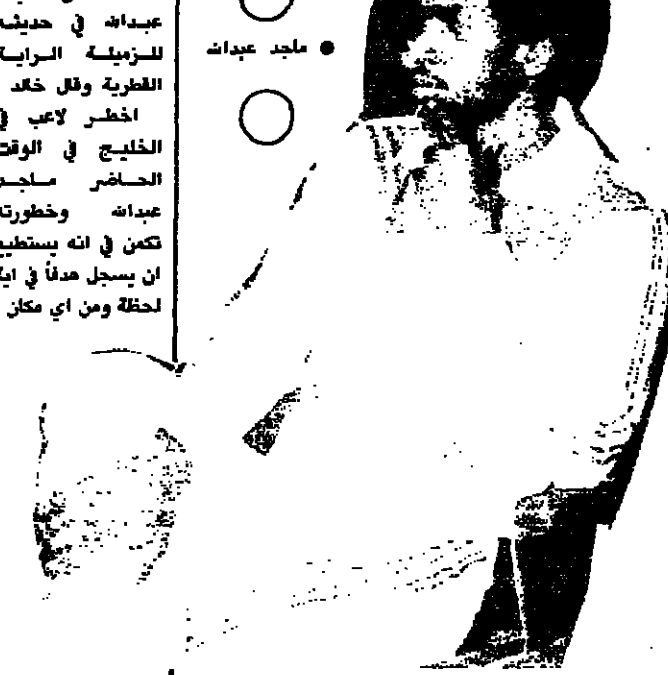 عبدالله في حديثه
للزميلة الراية
القطرية وقال خالد
اخطر لاعب في
الخليج في الوقت
الحاضر ماجد
عبدالله وخطورته
تكمن في انه يستطيع
ان يسجل هدفاً في اية
لحظة ومن اي مكان
● ماجد عبدالله